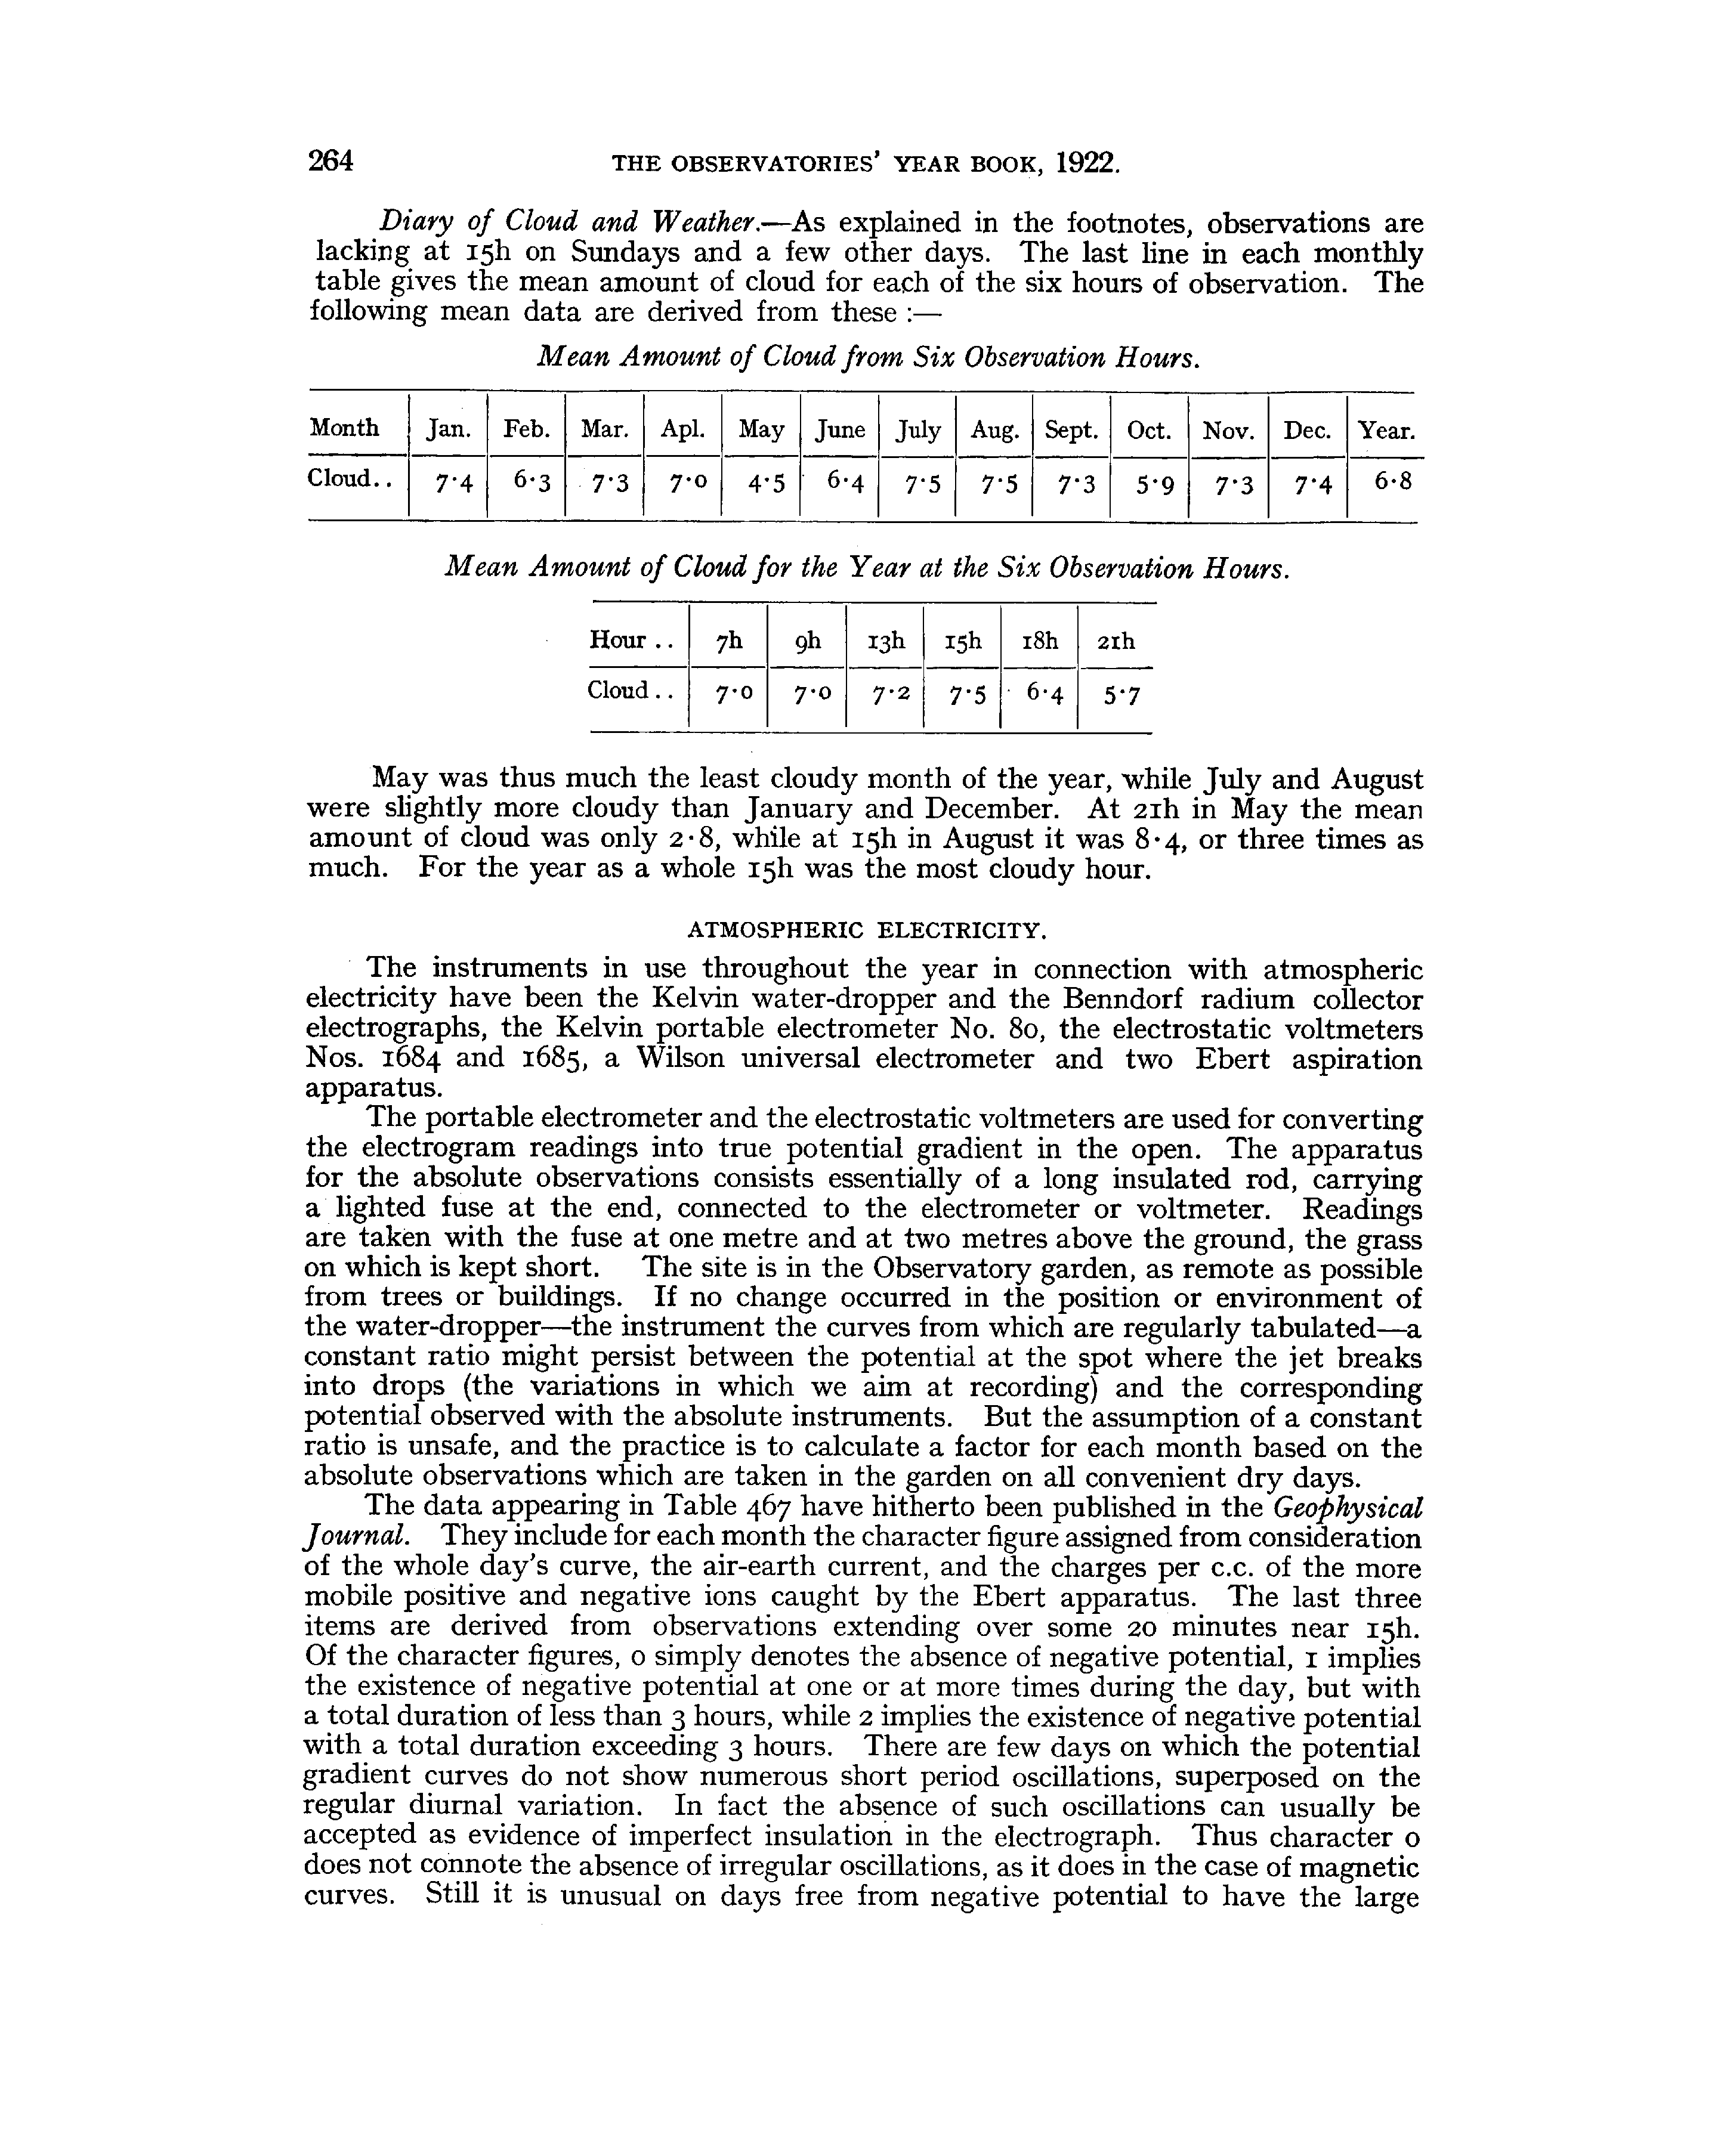 264 THE OBSERVATORIES' YEAR BOOK, 1922.
Diary of Cloud and Weather.—As explained in the footnotes, observations are
lacking at 15h on Sundays and a few other days. The last line in each monthly
table gives the mean amount of cloud for each of the six hours of observation. The
following mean data are derived from these :—
Mean Amount of Cloud from Six Observation Hours.
Month Jan. Feb. Mar. Apl. May June July Aug. Sept. Oct. Nov. Dec. Year.
Cloud.. 7·4 6·3 7·3 7·0 4·5 6·4 7·5 7·5 7·3 5·9 7·3 7·4 6·8
Mean Amount of Cloud for the Year at the Six Observation Hours.
Hour .. 7h 9h 13h 15h 18h 21h
Cloud.. 7·0 7·0 7·2 7·5 6·4 5·7
May was thus much the least cloudy month of the year, while July and August
were slightly more cloudy than January and December. At 21h in May the mean
amount of cloud was only 2·8, while at 15h in August it was 8·4, or three times as
much. For the year as a whole 15h was the most cloudy hour.
ATMOSPHERIC ELECTRICITY.
The instruments in use throughout the year in connection with atmospheric
electricity have been the Kelvin water-dropper and the Benndorf radium collector
electrographs, the Kelvin portable electrometer No. 80, the electrostatic voltmeters
Nos. 1684 and 1685, a Wilson universal electrometer and two Ebert aspiration
apparatus.
The portable electrometer and the electrostatic voltmeters are used for converting
the electrogram readings into true potential gradient in the open. The apparatus
for the absolute observations consists essentially of a long insulated rod, carrying
a lighted fuse at the end, connected to the electrometer or voltmeter. Readings
are taken with the fuse at one metre and at two metres above the ground, the grass
on which is kept short. The site is in the Observatory garden, as remote as possible
from trees or buildings. If no change occurred in the position or environment of
the water-dropper—the instrument the curves from which are regularly tabulated—a
constant ratio might persist between the potential at the spot where the jet breaks
into drops (the variations in which we aim at recording) and the corresponding
potential observed with the absolute instruments. But the assumption of a constant
ratio is unsafe, and the practice is to calculate a factor for each month based on the
absolute observations which are taken in the garden on all convenient dry days.
The data appearing in Table 467 have hitherto been published in the Geophysical
Journal. They include for each month the character figure assigned from consideration
of the whole day's curve, the air-earth current, and the charges per c.c. of the more
mobile positive and negative ions caught by the Ebert apparatus. The last three
items are derived from observations extending over some 20 minutes near 15h.
Of the character figures, 0 simply denotes the absence of negative potential, 1 implies
the existence of negative potential at one or at more times during the day, but with
a total duration of less than 3 hours, while 2 implies the existence of negative potential
with a total duration exceeding 3 hours. There are few days on which the potential
gradient curves do not show numerous short period oscillations, superposed on the
regular diurnal variation. In fact the absence of such oscillations can usually be
accepted as evidence of imperfect insulation in the electrograph. Thus character 0
does not connote the absence of irregular oscillations, as it does in the case of magnetic
curves. Still it is unusual on days free from negative potential to have the large